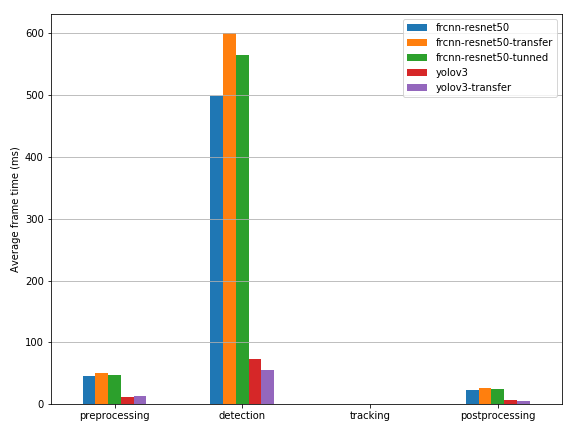 frcnn-resnet50
frcnn-resnet50-transfer
frcnn-resnet50-tunned
yolov3
yolov3-transfer
Average frame time (ms)
600
500
400
300
200
100
0
preprocessing
detection
tracking
postprocessing